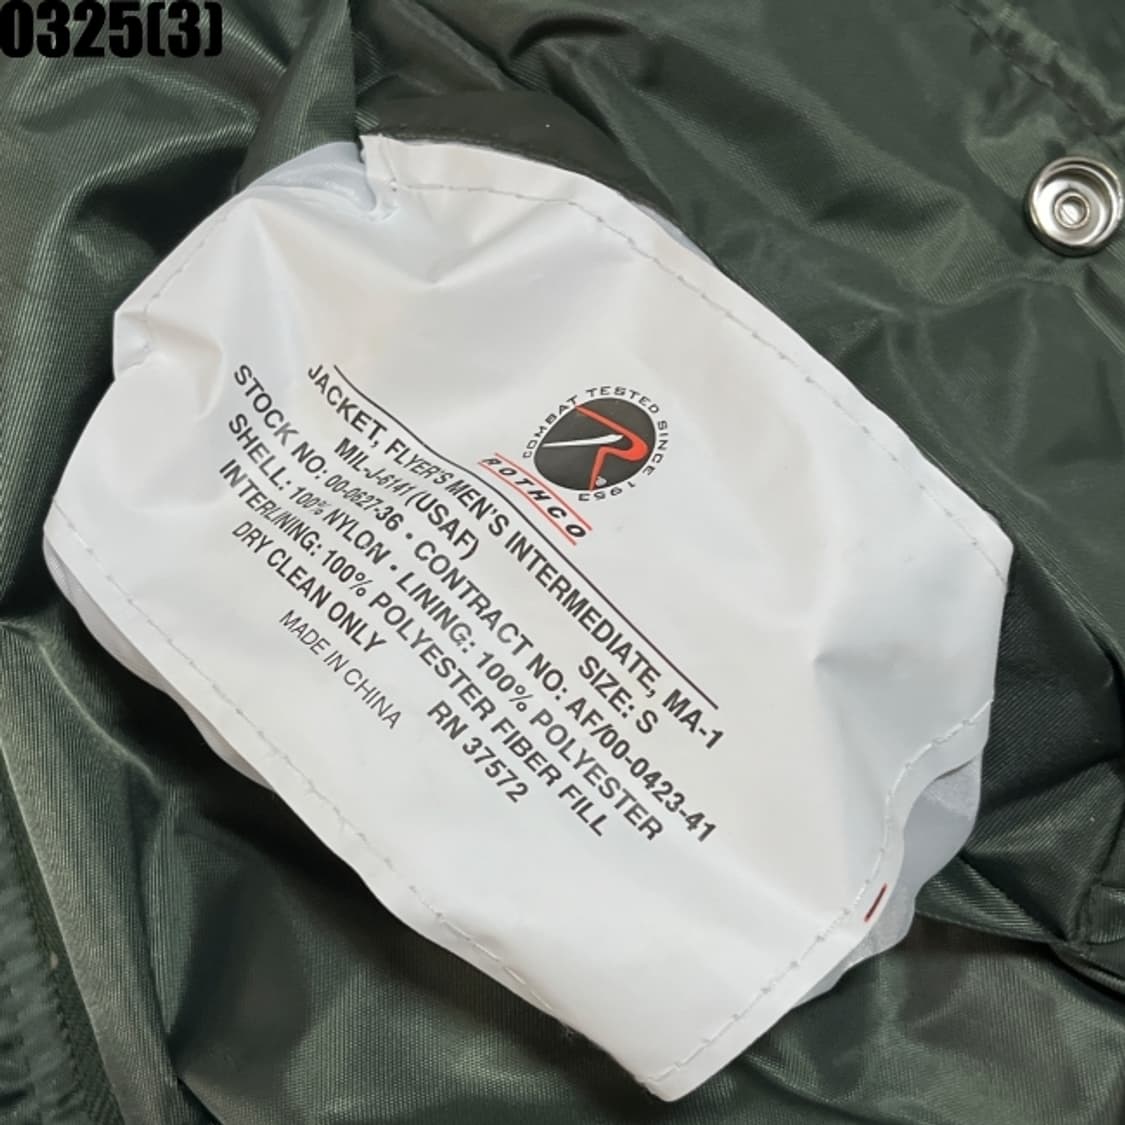 0325(3)
COMBAT TESTED SINCE 1953
ROTHCO
JACKET, FLYER'S MEN'S INTERMEDIATE, MA-1
MIL-J-6141 (USAF) SIZE: S
STOCK NO: 00-0627-36 • CONTRACT NO: AF/00-0423-41
SHELL: 100% NYLON • LINING: 100% POLYESTER
INTERLINING: 100% POLYESTER FIBER FILL
DRY CLEAN ONLY RN 37572
MADE IN CHINA